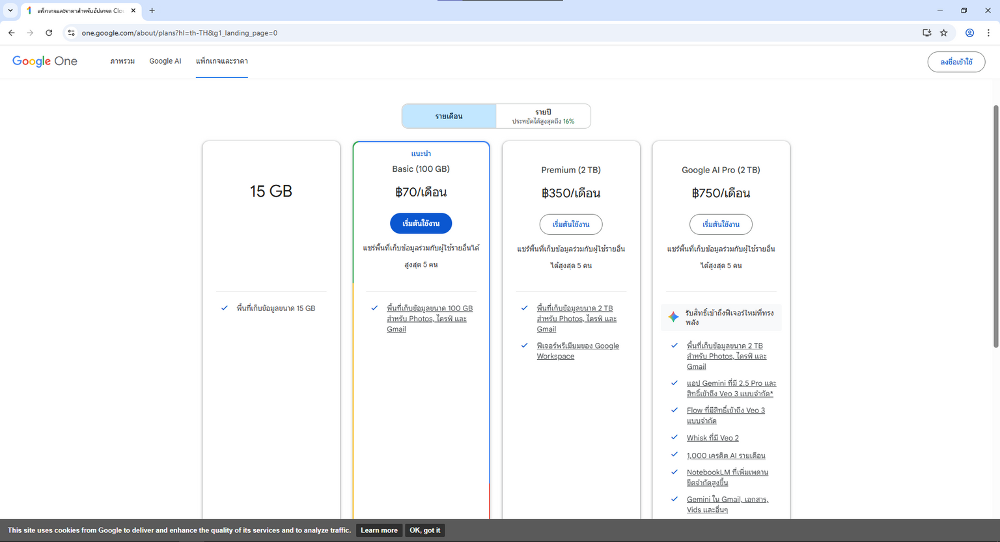 แพ็กเกจและราคาสำหรับอัปเกรด Clou
one.google.com/about/plans?hl=th-TH&g1_landing_page=0
Google One
ภาพรวม
Google AI
แพ็กเกจและราคา
ลงชื่อเข้าใช้
รายเดือน
รายปี
ประหยัดได้สูงสุดถึง 16%
15 GB
พื้นที่เก็บข้อมูลขนาด 15 GB
แนะนำ
Basic (100 GB)
฿70/เดือน
เริ่มต้นใช้งาน
แชร์พื้นที่เก็บข้อมูลร่วมกับผู้ใช้รายอื่นได้
สูงสุด 5 คน
พื้นที่เก็บข้อมูลขนาด 100 GB
สำหรับ Photos, ไดรฟ์ และ
Gmail
Premium (2 TB)
฿350/เดือน
เริ่มต้นใช้งาน
แชร์พื้นที่เก็บข้อมูลร่วมกับผู้ใช้รายอื่น
ได้สูงสุด 5 คน
พื้นที่เก็บข้อมูลขนาด 2 TB
สำหรับ Photos, ไดรฟ์ และ
Gmail
ฟีเจอร์พรีเมียมของ Google
Workspace
Google AI Pro (2 TB)
฿750/เดือน
เริ่มต้นใช้งาน
แชร์พื้นที่เก็บข้อมูลร่วมกับผู้ใช้รายอื่น
ได้สูงสุด 5 คน
รับสิทธิ์เข้าถึงฟีเจอร์ใหม่ที่ทรง
พลัง
พื้นที่เก็บข้อมูลขนาด 2 TB
สำหรับ Photos, ไดรฟ์ และ
Gmail
แอป Gemini ที่มี 2.5 Pro และ
สิทธิ์เข้าถึง Veo 3 แบบจำกัด*
Flow ที่มีสิทธิ์เข้าถึง Veo 3
แบบจำกัด
Whisk ที่มี Veo 2
1,000 เครดิต AI รายเดือน
NotebookLM ที่เพิ่มเพดาน
ขีดจำกัดสูงขึ้น
Gemini ใน Gmail, เอกสาร,
Vids และอื่นๆ
This site uses cookies from Google to deliver and enhance the quality of its services and to analyze traffic.
Learn more
OK, got it